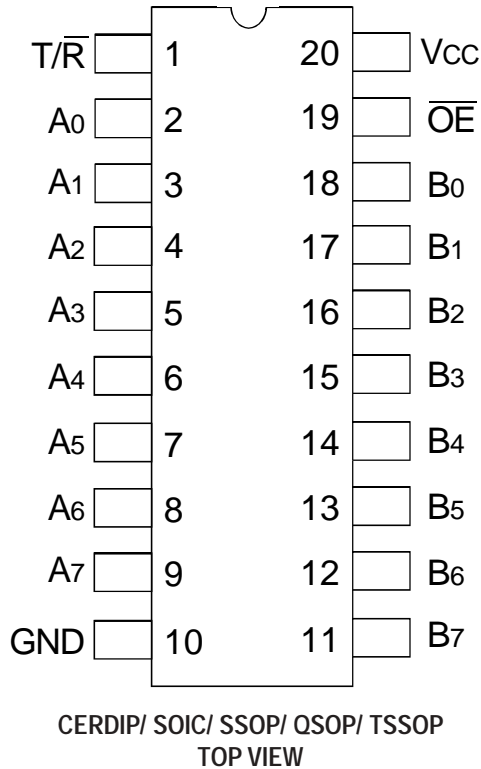 T/R̅ 1 20 Vcc
A0 2 19 O̅E̅
A1 3 18 B0
A2 4 17 B1
A3 5 16 B2
A4 6 15 B3
A5 7 14 B4
A6 8 13 B5
A7 9 12 B6
GND 10 11 B7
CERDIP/ SOIC/ SSOP/ QSOP/ TSSOP
TOP VIEW